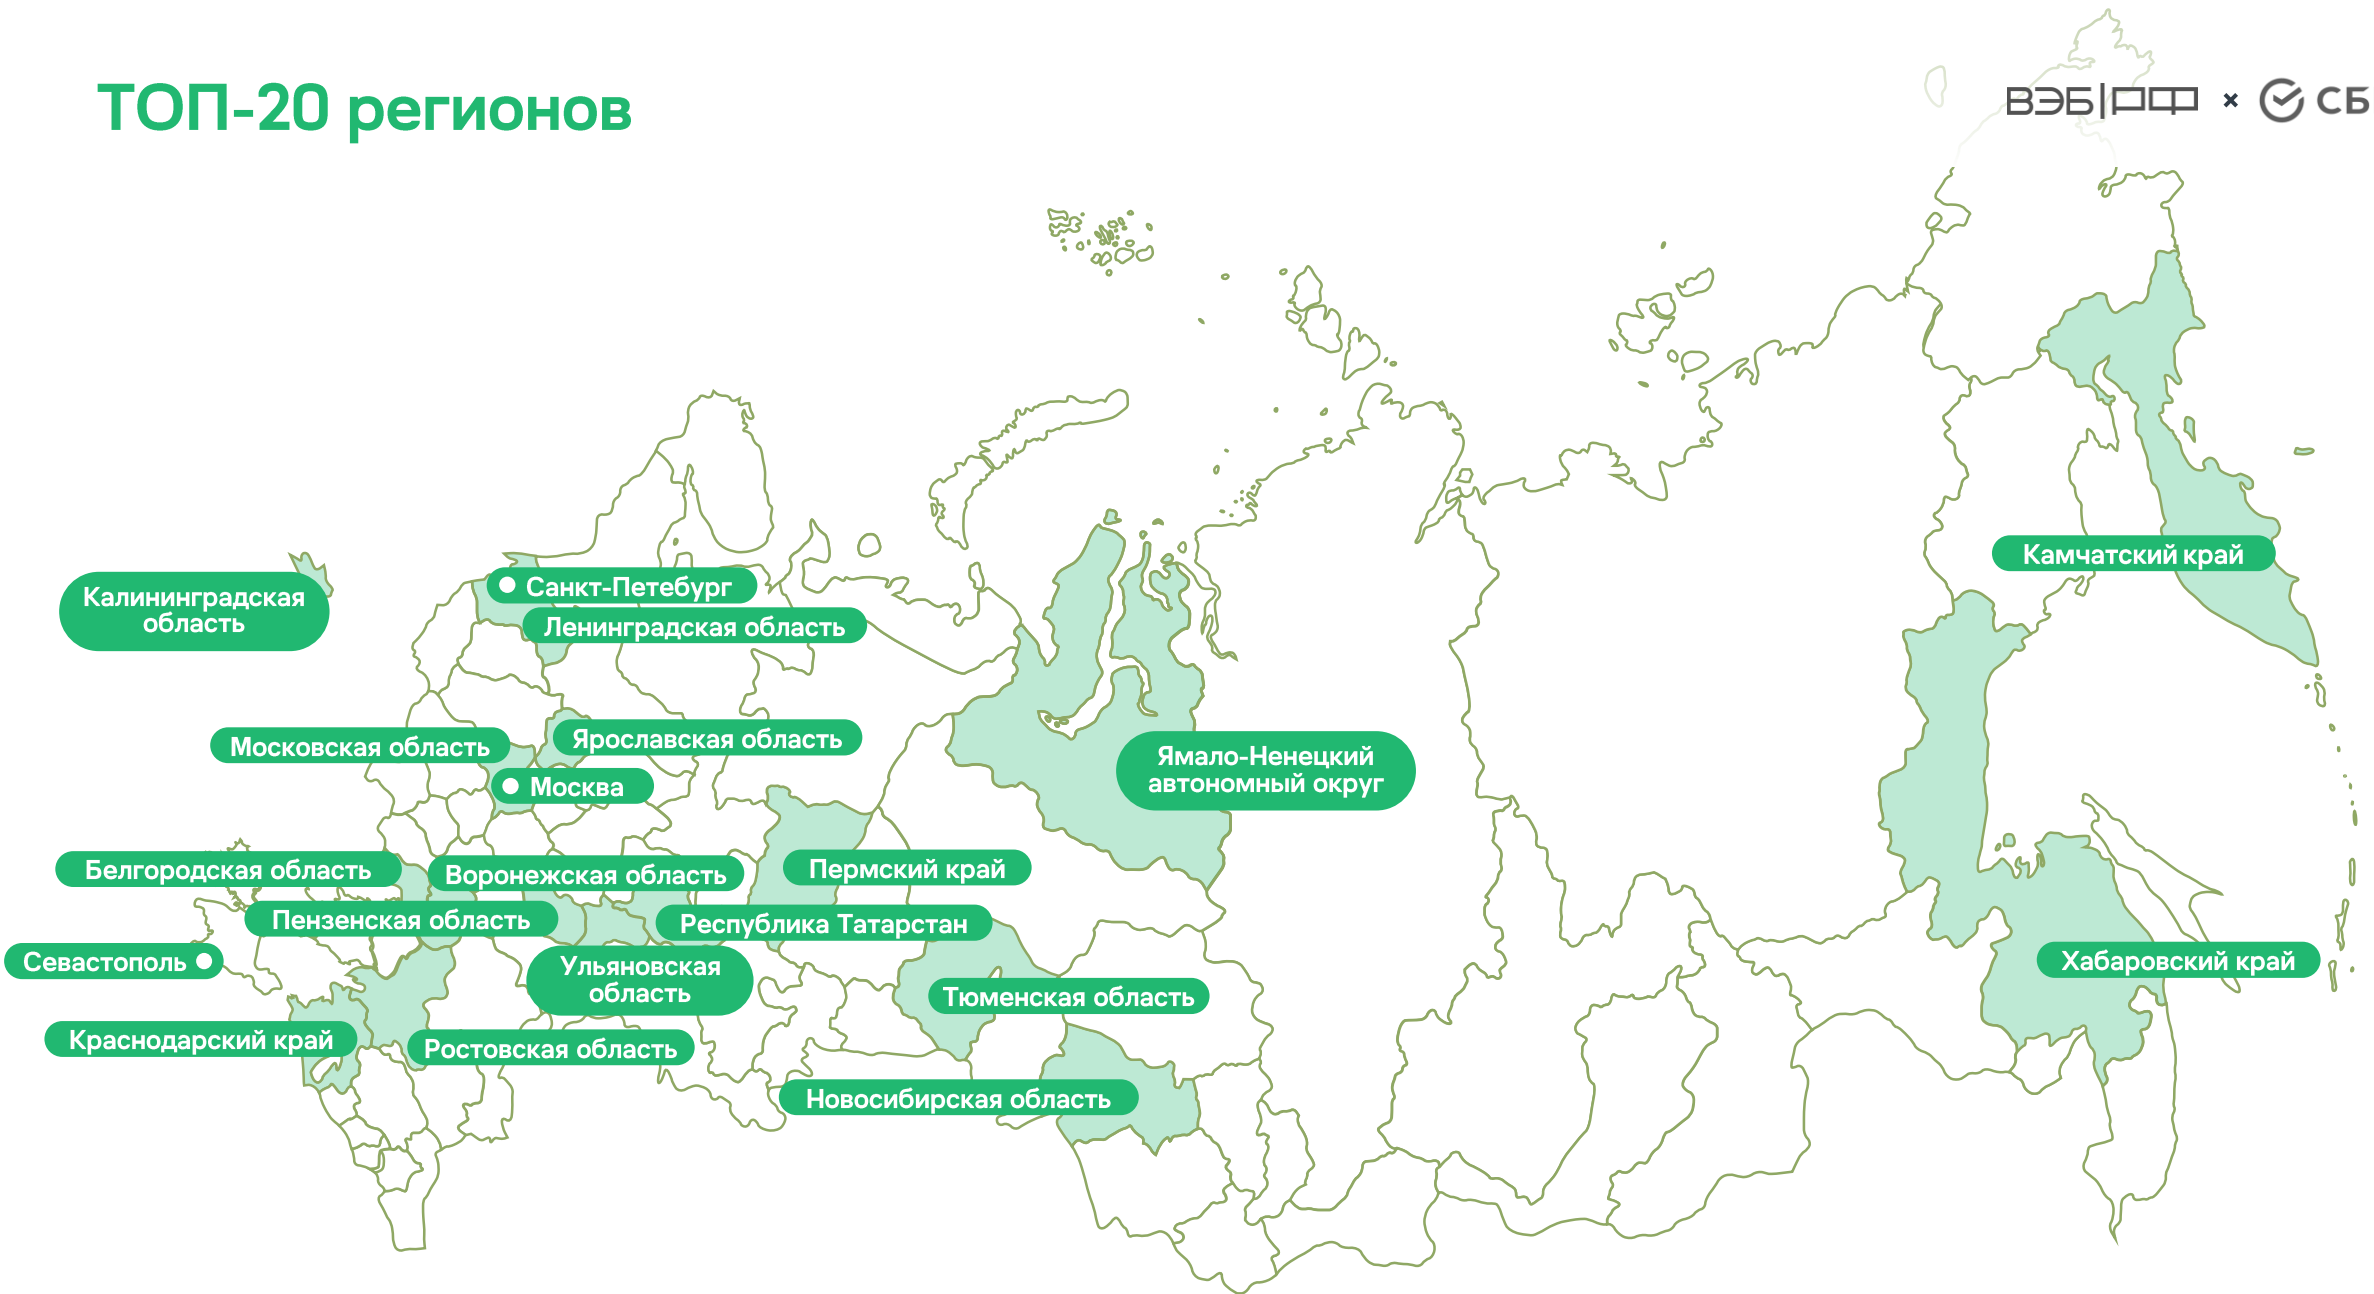 ТОП-20 регионов
ВЭБ|РФ × СБ
Камчатский край
Калининградская
область
Санкт-Петебург
Ленинградская область
Московская область
Ярославская область
Ямало-Ненецкий
автономный округ
Москва
Белгородская область
Воронежская область
Пермский край
Пензенская область
Республика Татарстан
Севастополь
Ульяновская
область
Хабаровский край
Тюменская область
Краснодарский край
Ростовская область
Новосибирская область